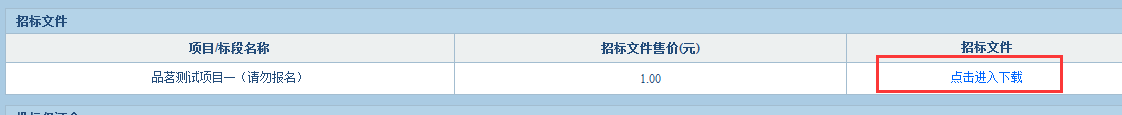 招标文件
项目/标段名称 招标文件售价(元) 招标文件
品茗测试项目一（请勿报名） 1.00 点击进入下载